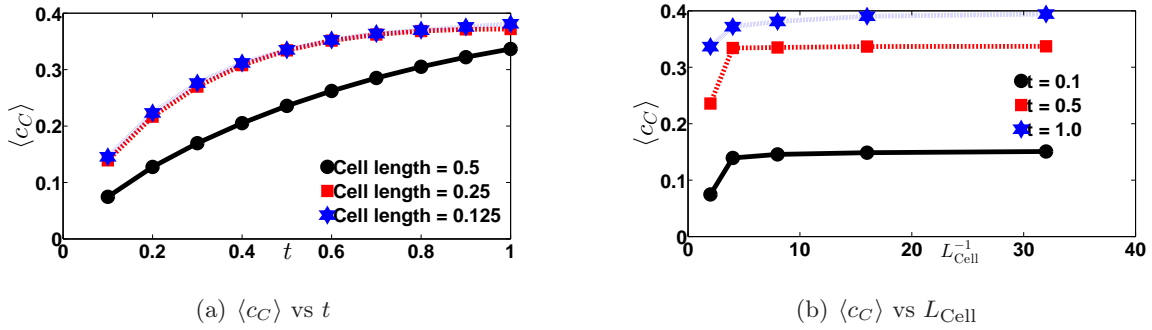 0.4
0.3
0.2
0.1
0
⟨c_C⟩
0
0.2
0.4
0.6
0.8
1
t
Cell length = 0.5
Cell length = 0.25
Cell length = 0.125
(a) ⟨c_C⟩ vs t
0.4
0.3
0.2
0.1
0
⟨c_C⟩
0
10
20
30
40
L_Cell^-1
t = 0.1
t = 0.5
t = 1.0
(b) ⟨c_C⟩ vs L_Cell